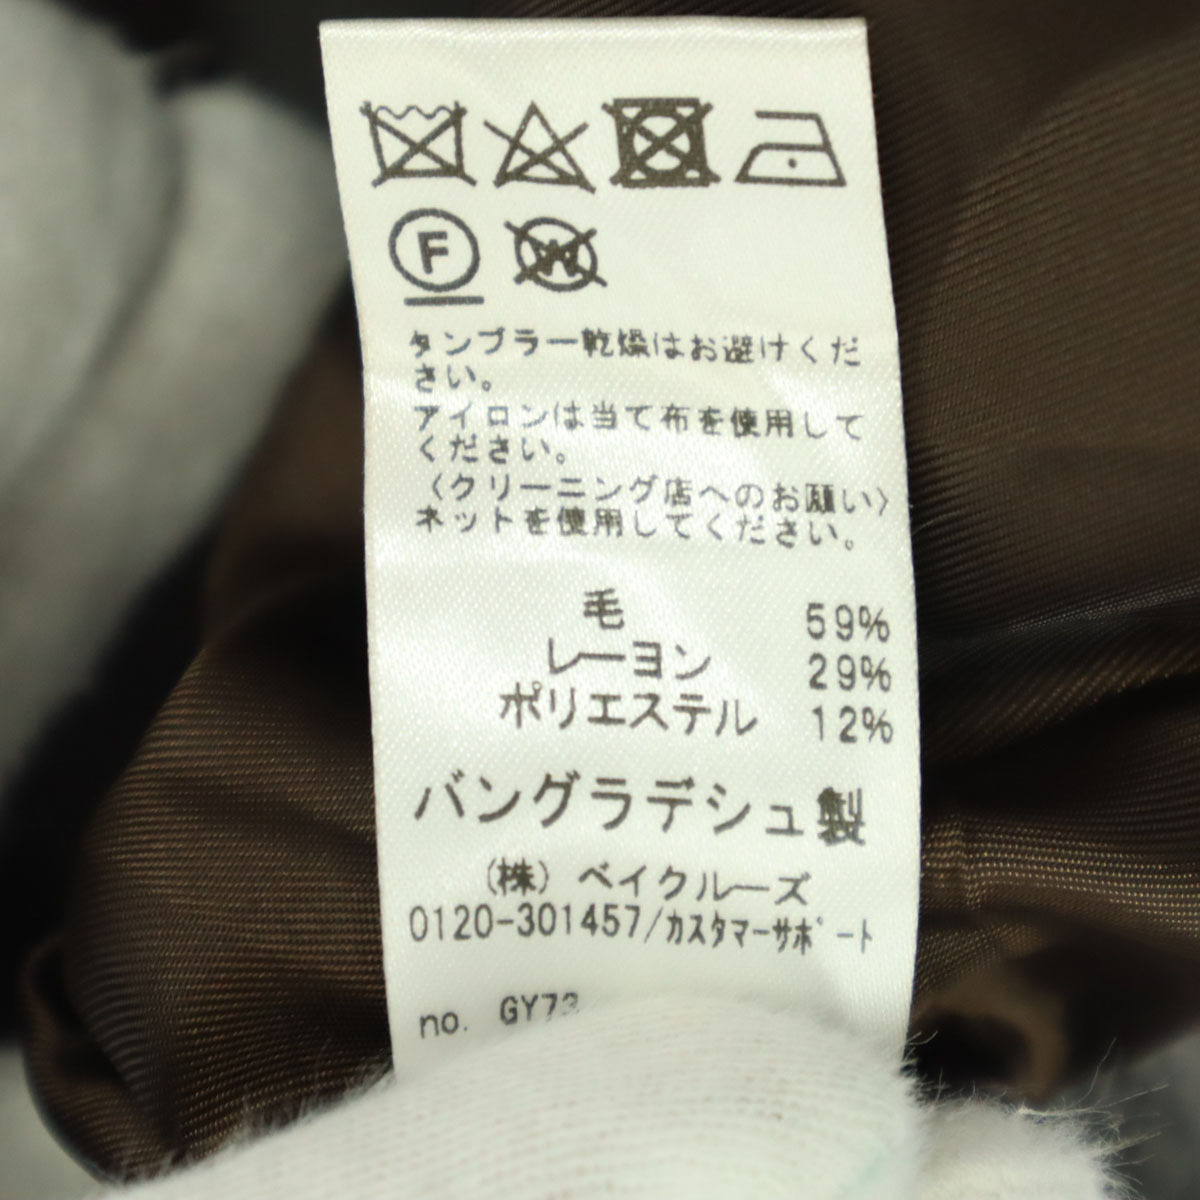 F W
タンブラー乾燥はお避けくだ
さい。
アイロンは当て布を使用して
ください。
〈クリーニング店へのお願い〉
ネットを使用してください。
毛 59%
レーヨン 29%
ポリエステル 12%
バングラデシュ製
(株) ベイクルーズ
0120-301457/カスタマーサポート
no. GY73